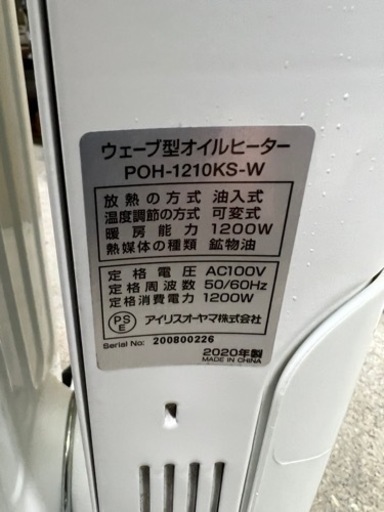 ウェーブ型オイルヒーター
POH-1210KS-W
放熱の方式 油入式
温度調節の方式 可変式
暖房能力 1200W
熱媒体の種類 鉱物油
定格電圧 AC100V
定格周波数 50/60Hz
定格消費電力 1200W
PSE アイリスオーヤマ株式会社
Serial No: 200800226
2020年製
MADE IN CHINA